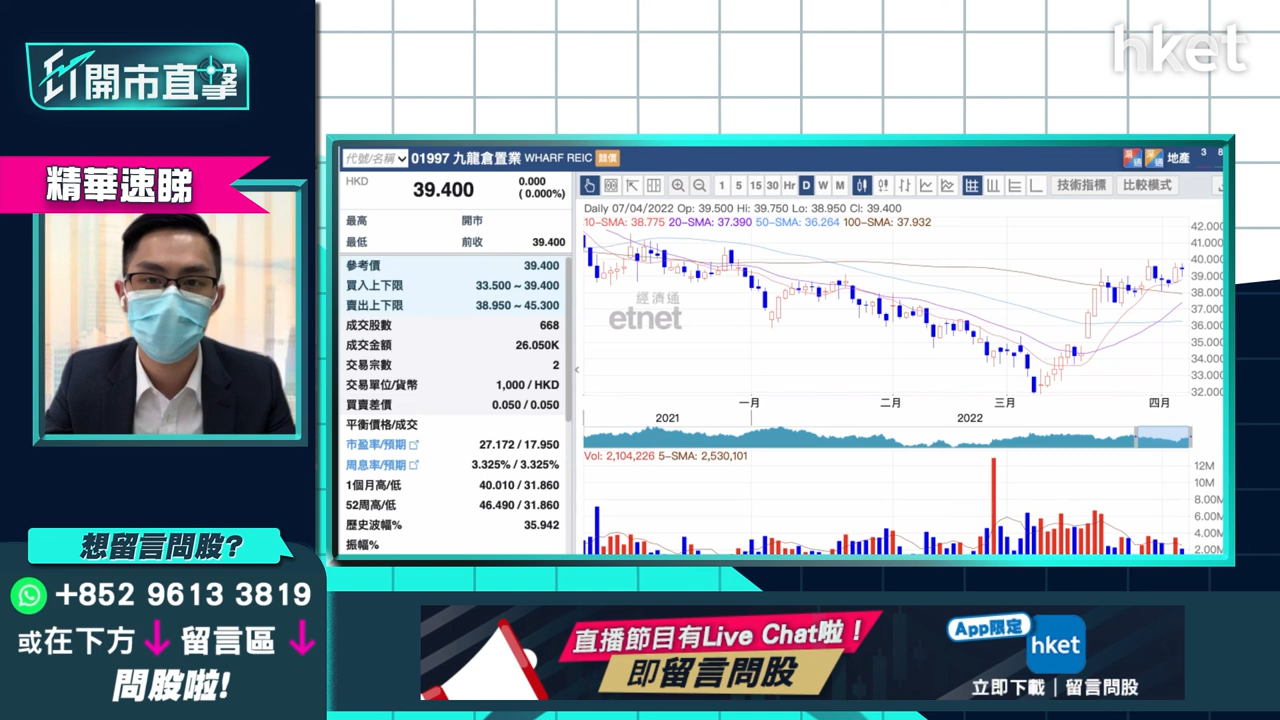 hket
ET開市直擊
精華速睇
代號/名稱 01997 九龍倉置業 WHARF REIC 競價
地產
HKD 39.400 0.000 (0.000%)
最高 開市
最低 前收 39.400
參考價 39.400
買入上下限 33.500 ~ 39.400
賣出上下限 38.950 ~ 45.300
成交股數 668
成交金額 26.050K
交易宗數 2
交易單位/貨幣 1,000 / HKD
買賣差價 0.050 / 0.050
平衡價格/成交
市盈率/預期 27.172 / 17.950
周息率/預期 3.325% / 3.325%
1個月高/低 40.010 / 31.860
52周高/低 46.490 / 31.860
歷史波幅% 35.942
振幅%
1 5 15 30 Hr D W M 技術指標 比較模式
Daily 07/04/2022 Op: 39.500 Hi: 39.750 Lo: 38.950 Cl: 39.400
10-SMA: 38.775 20-SMA: 37.390 50-SMA: 36.264 100-SMA: 37.932
42.000
41.000
40.000
39.000
38.000
37.000
36.000
35.000
34.000
33.000
32.000
經濟通
etnet
一月 二月 三月 四月
2021 2022
Vol: 2,104,226 5-SMA: 2,530,101
12M
10M
8.00M
6.00M
4.00M
2.00M
想留言問股?
+852 9613 3819
或在下方↓留言區↓
問股啦!
直播節目有Live Chat啦!
即留言問股
App限定
hket
立即下載 | 留言問股